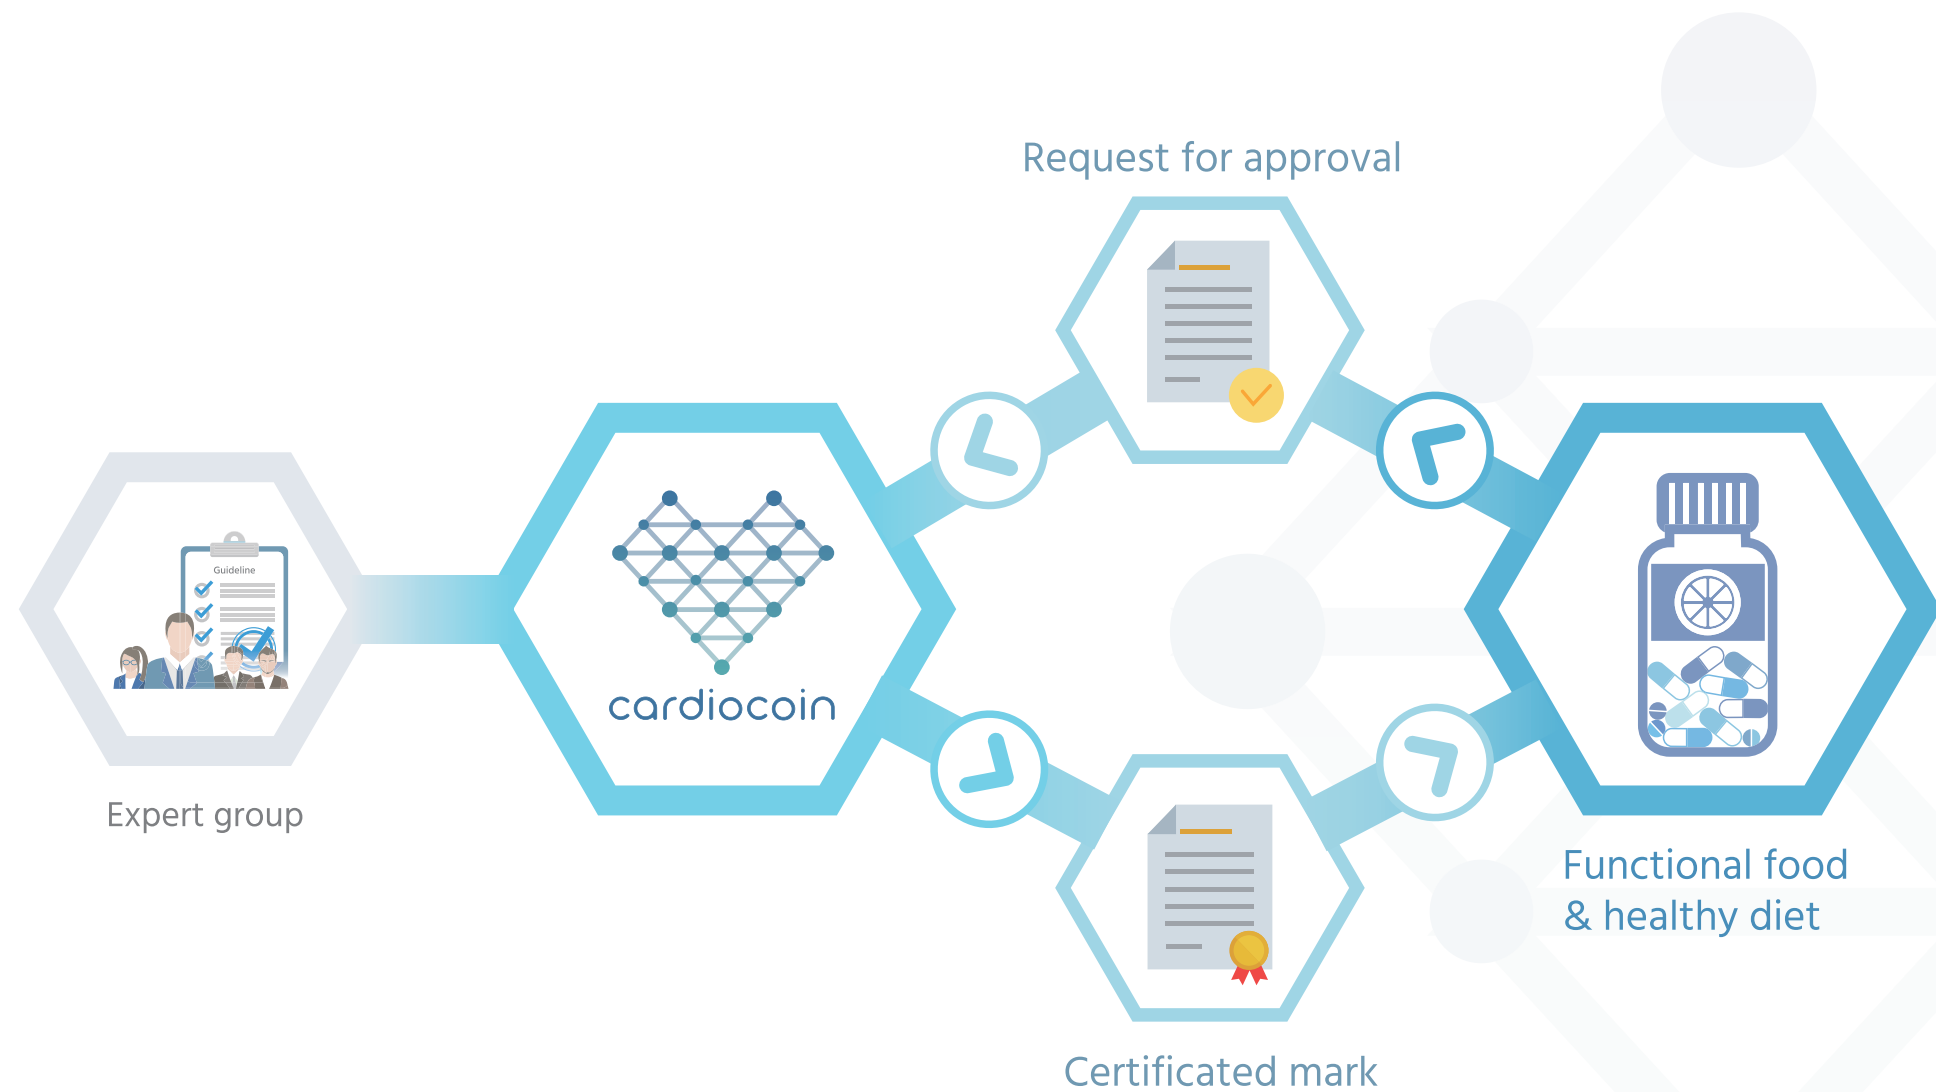 Request for approval
Guideline
cardiocoin
Expert group
Functional food
& healthy diet
Certificated mark